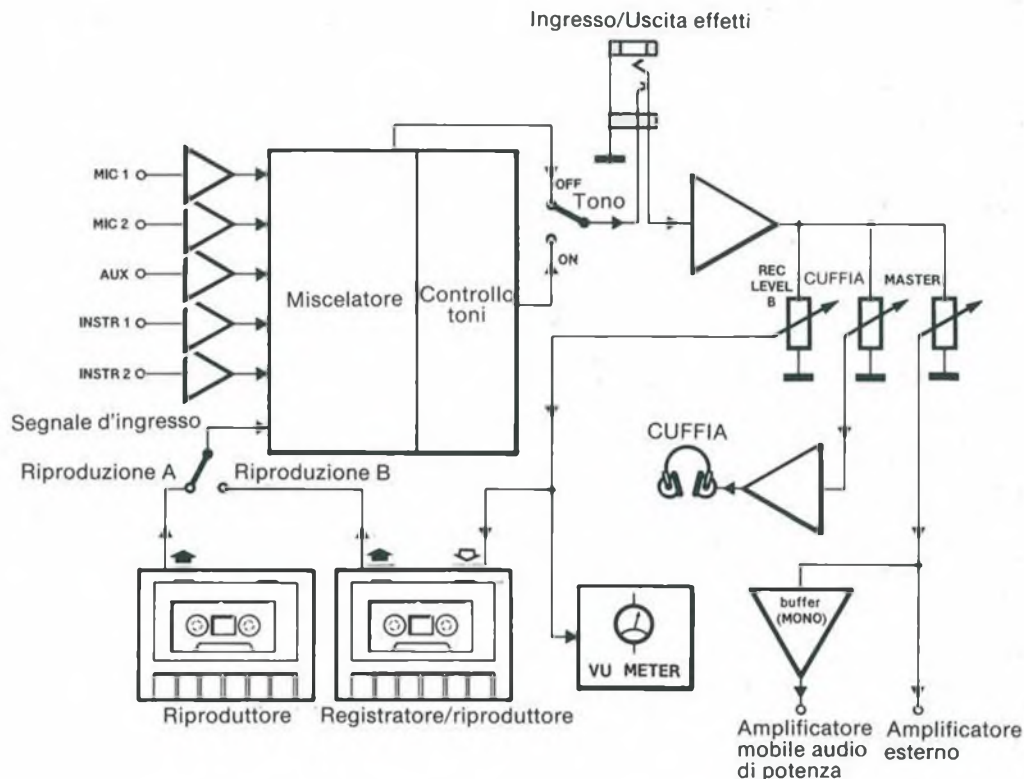 Ingresso/Uscita effetti
MIC 1
MIC 2
AUX
INSTR 1
INSTR 2
Miscelatore
Controllo
toni
OFF
Tono
ON
REC
LEVEL
B
CUFFIA
MASTER
Segnale d'ingresso
Riproduzione A
Riproduzione B
CUFFIA
buffer
(MONO)
VU METER
Riproduttore
Registratore/riproduttore
Amplificatore
mobile audio
di potenza
Amplificatore
esterno